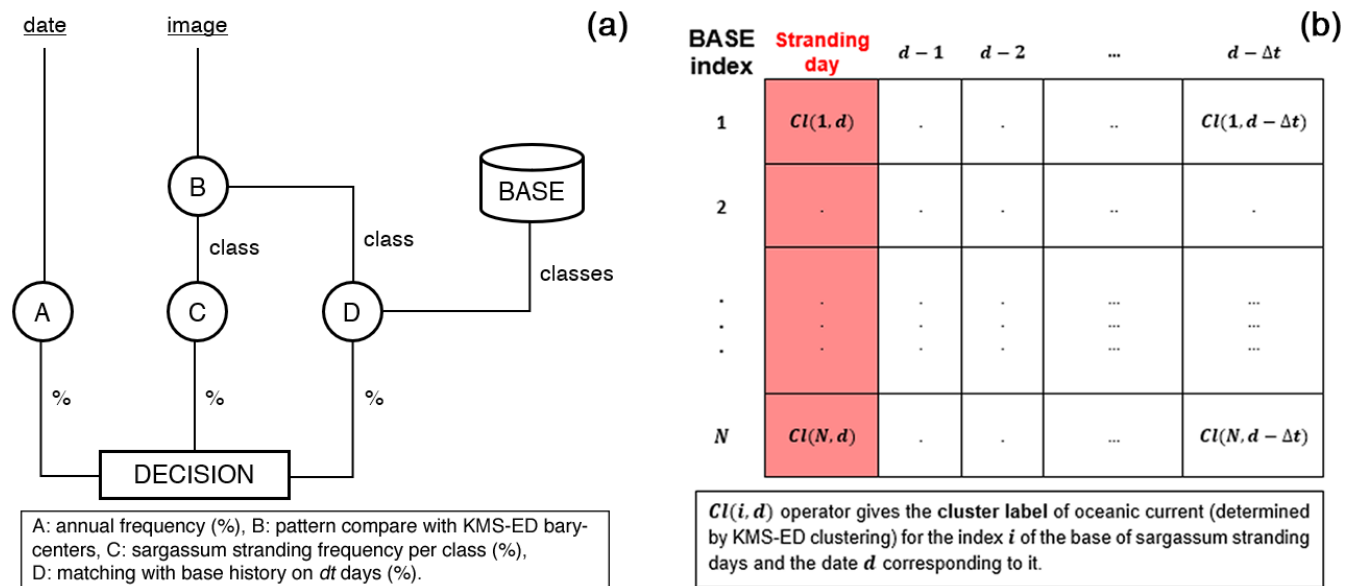 date
image
(a)
B
BASE
class
class
classes
A
C
D
%
%
%
DECISION
A: annual frequency (%), B: pattern compare with KMS-ED bary-
centers, C: sargassum stranding frequency per class (%),
D: matching with base history on dt days (%).
(b)
BASE
index
Stranding
day
d − 1
d − 2
...
d − Δt
1
Cl(1, d)
.
.
..
Cl(1, d − Δt)
2
.
.
.
..
.
. . . . ... ...
. . . . ... ...
. . . . ... ...
N
Cl(N, d)
.
.
...
Cl(N, d − Δt)
Cl(i, d) operator gives the cluster label of oceanic current (determined
by KMS-ED clustering) for the index i of the base of sargassum stranding
days and the date d corresponding to it.